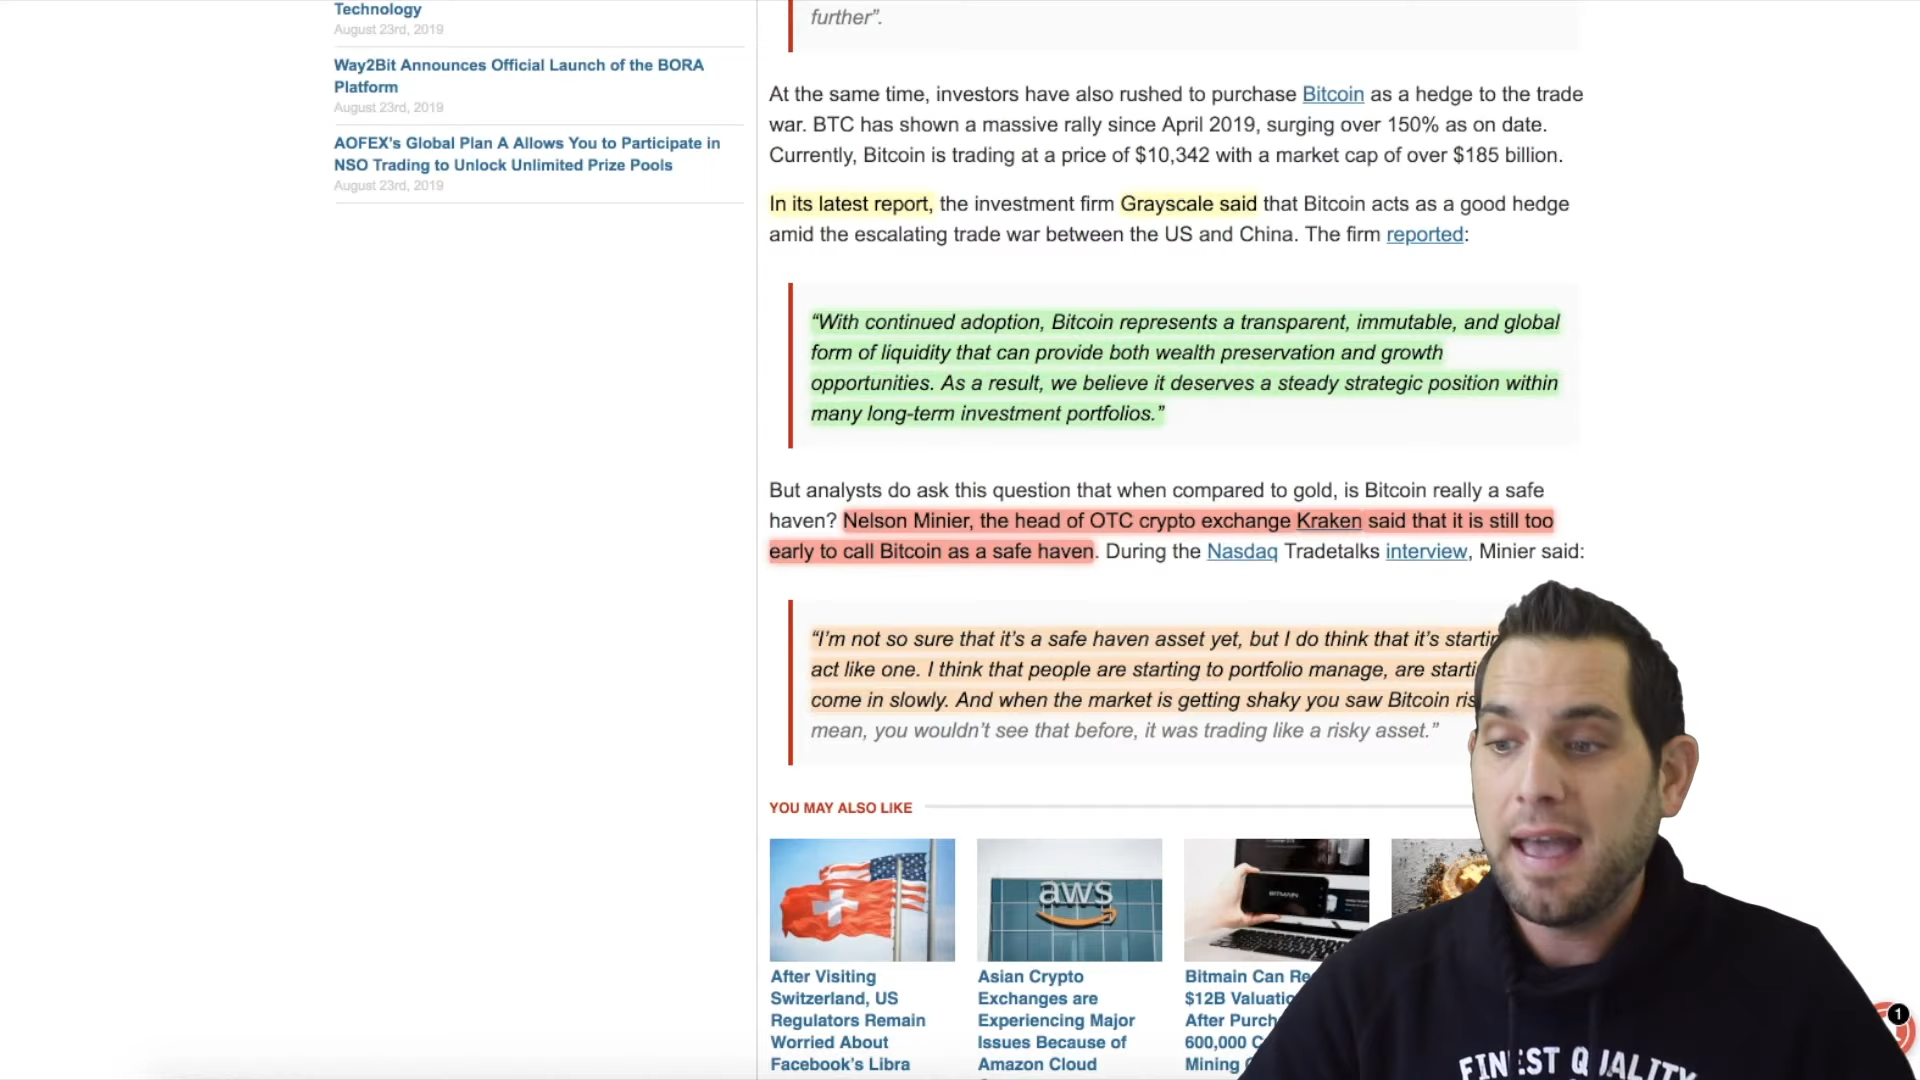 Technology
August 23rd, 2019
Way2Bit Announces Official Launch of the BORA
Platform
August 23rd, 2019
AOFEX's Global Plan A Allows You to Participate in
NSO Trading to Unlock Unlimited Prize Pools
August 23rd, 2019
further”.
At the same time, investors have also rushed to purchase Bitcoin as a hedge to the trade
war. BTC has shown a massive rally since April 2019, surging over 150% as on date.
Currently, Bitcoin is trading at a price of $10,342 with a market cap of over $185 billion.
In its latest report, the investment firm Grayscale said that Bitcoin acts as a good hedge
amid the escalating trade war between the US and China. The firm reported:
“With continued adoption, Bitcoin represents a transparent, immutable, and global
form of liquidity that can provide both wealth preservation and growth
opportunities. As a result, we believe it deserves a steady strategic position within
many long-term investment portfolios.”
But analysts do ask this question that when compared to gold, is Bitcoin really a safe
haven? Nelson Minier, the head of OTC crypto exchange Kraken said that it is still too
early to call Bitcoin as a safe haven. During the Nasdaq Tradetalks interview, Minier said:
“I’m not so sure that it’s a safe haven asset yet, but I do think that it’s
act like one. I think that people are starting to portfolio manage, are
come in slowly. And when the market is getting shaky you saw Bitcoin
mean, you wouldn’t see that before, it was trading like a risky asset.”
YOU MAY ALSO LIKE
aws
BITMAIN
After Visiting
Switzerland, US
Regulators Remain
Worried About
Facebook’s Libra
Asian Crypto
Exchanges are
Experiencing Major
Issues Because of
Amazon Cloud
Bitmain Can
$12B
After
600,000
Mining
1
FINEST QUALITY